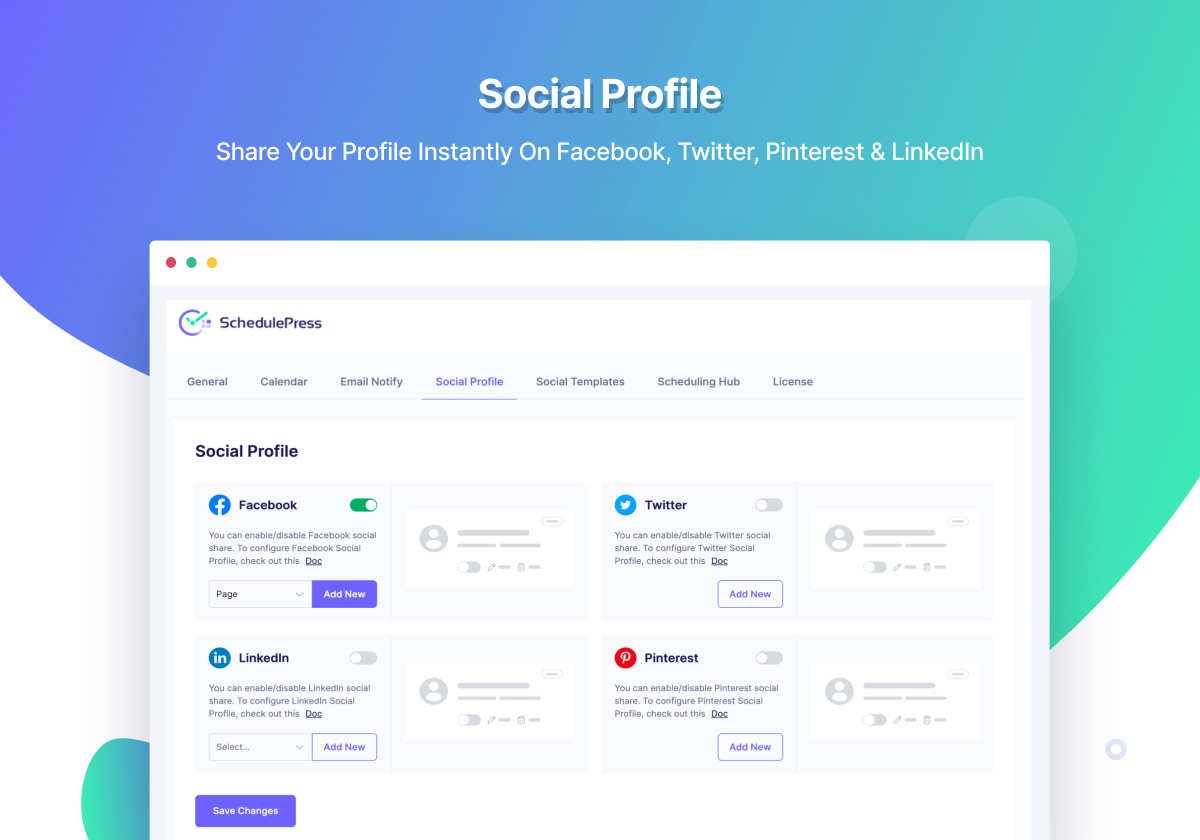 Social Profile
Share Your Profile Instantly On Facebook, Twitter, Pinterest & LinkedIn
SchedulePress
General
Calendar
Email Notify
Social Profile
Social Templates
Scheduling Hub
License
Social Profile
Facebook
You can enable/disable Facebook social
share. To configure Facebook Social
Profile, check out this Doc
Page
Add New
Twitter
You can enable/disable Twitter social
share. To configure Twitter Social
Profile, check out this Doc
Add New
in
LinkedIn
You can enable/disable LinkedIn social
share. To configure LinkedIn Social
Profile, check out this Doc
Select...
Add New
Pinterest
You can enable/disable Pinterest social
share. To configure Pinterest Social
Profile, check out this Doc
Add New
Save Changes